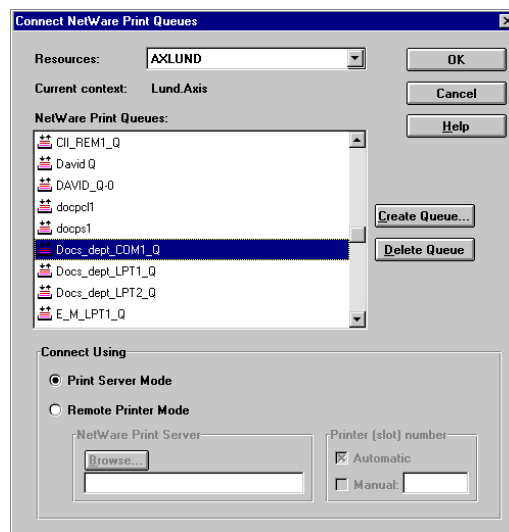 Connect NetWare Print Queues
Resources: AXLUND OK
Current context: Lund.Axis Cancel
NetWare Print Queues: Help
CII_REM1_Q
David Q
DAVID_Q-0
docpcl1
docps1
Docs_dept_COM1_Q
Docs_dept_LPT1_Q
Docs_dept_LPT2_Q
E_M_LPT1_Q
Create Queue...
Delete Queue
Connect Using
Print Server Mode
Remote Printer Mode
NetWare Print Server Printer (slot) number
Browse... Automatic
Manual: